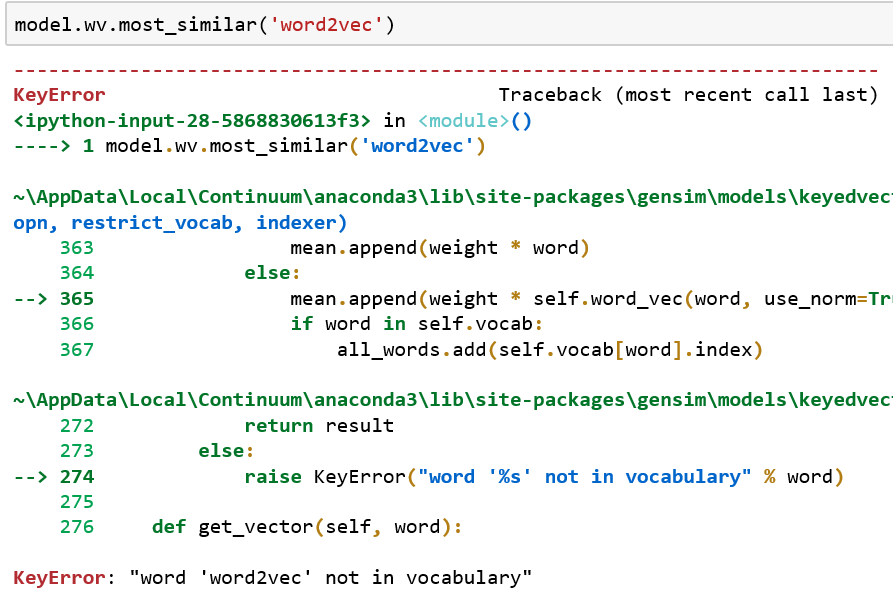 model.wv.most_similar('word2vec')
---------------------------------------------------------------------------
KeyError                                  Traceback (most recent call last)
<ipython-input-28-5868830613f3> in <module>()
----> 1 model.wv.most_similar('word2vec')
~\AppData\Local\Continuum\anaconda3\lib\site-packages\gensim\models\keyedvect
opn, restrict_vocab, indexer)
    363                 mean.append(weight * word)
    364             else:
--> 365                 mean.append(weight * self.word_vec(word, use_norm=Tru
    366                 if word in self.vocab:
    367                     all_words.add(self.vocab[word].index)
~\AppData\Local\Continuum\anaconda3\lib\site-packages\gensim\models\keyedvect
    272             return result
    273         else:
--> 274             raise KeyError("word '%s' not in vocabulary" % word)
    275
    276     def get_vector(self, word):
KeyError: "word 'word2vec' not in vocabulary"